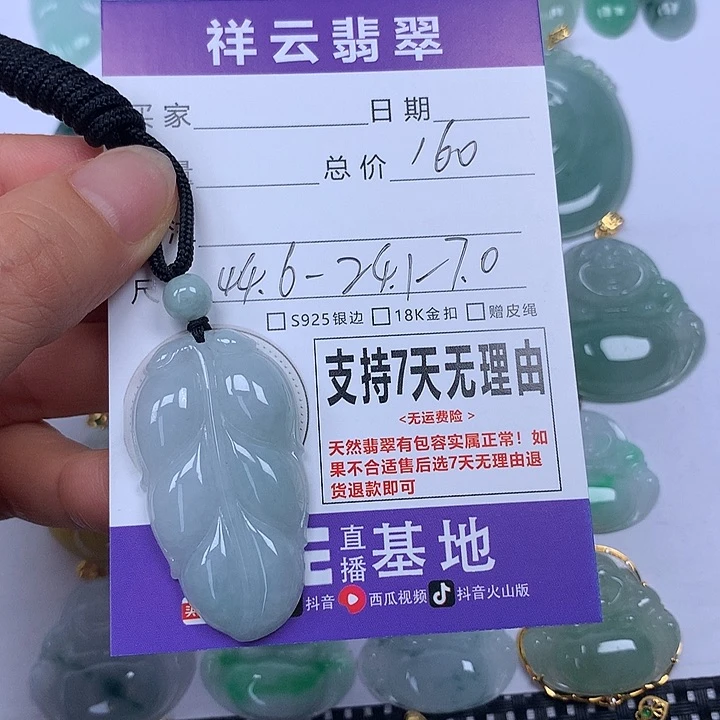 祥云翡翠
买家 日期
总价 160
尺 44.6-24.1-7.0
S925银边 18K金扣 赠皮绳
支持7天无理由
<无运费险>
天然翡翠有包容实属正常！如
果不合适售后选7天无理由退
货退款即可
直播基地
抖音 西瓜视频 抖音火山版